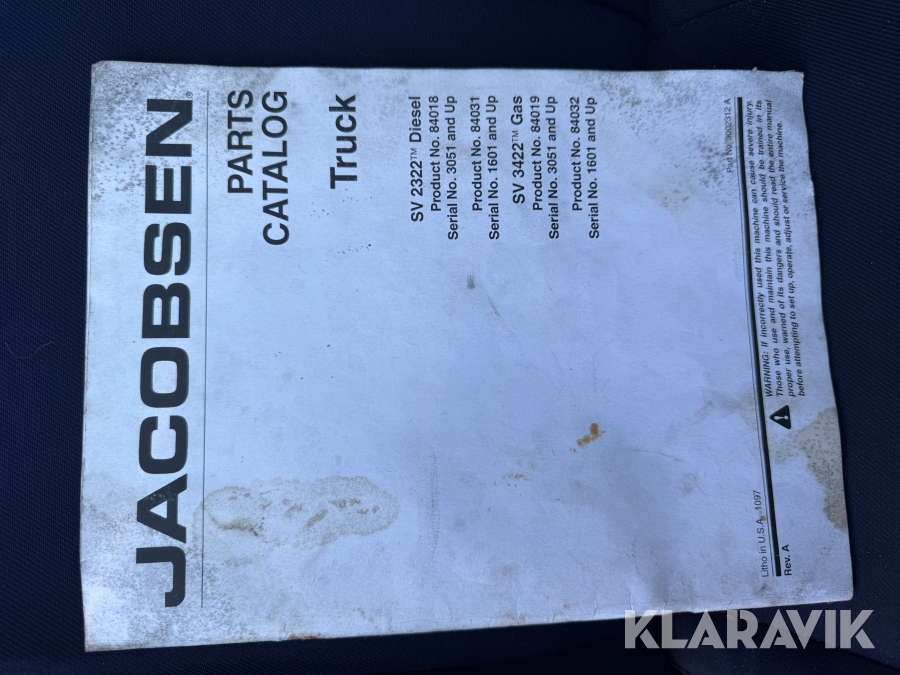 JACOBSEN®
PARTS
CATALOG
Truck
SV 2322™ Diesel
Product No. 84018
Serial No. 3051 and Up
Product No. 84031
Serial No. 1601 and Up
SV 3422™ Gas
Product No. 84019
Serial No. 3051 and Up
Product No. 84032
Serial No. 1601 and Up
Part No. 3002312 A
WARNING: If incorrectly used this machine can cause severe injury.
Those who use and maintain this machine should be trained in its
proper use, warned of its dangers and should read the entire manual
before attempting to set up, operate, adjust or service the machine.
Litho in U.S.A. 1097
Rev. A
KLARAVIK